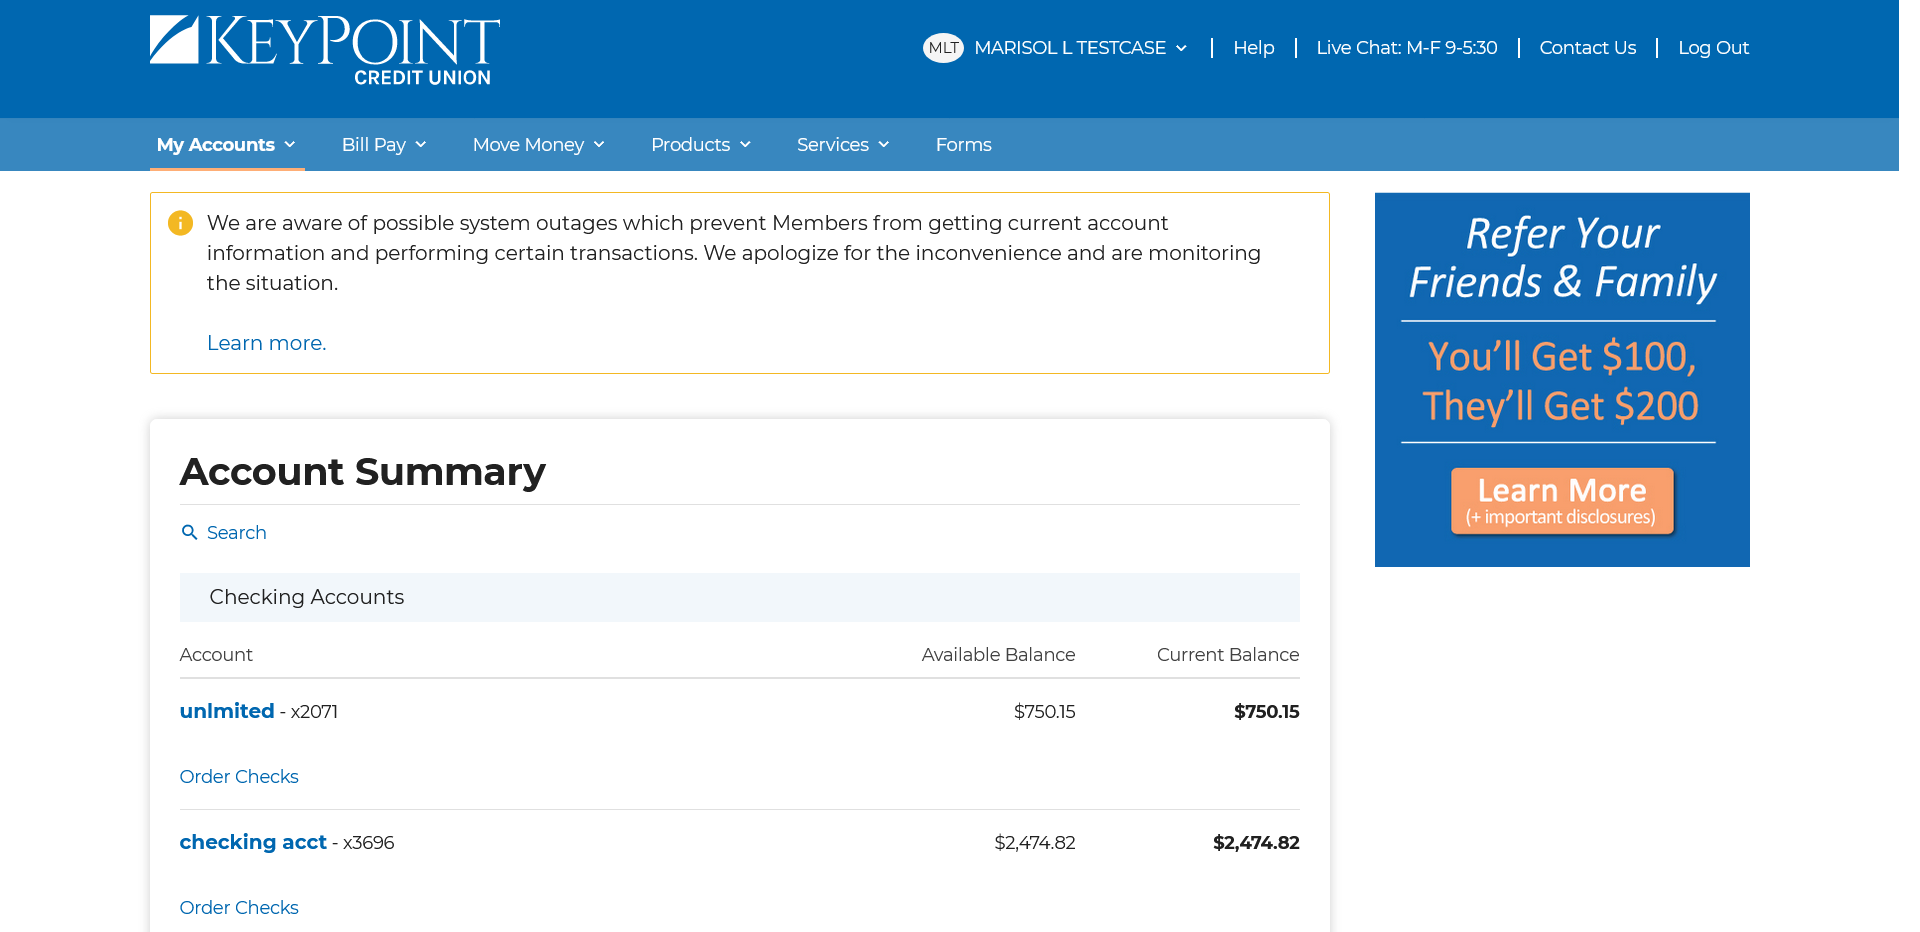 KEYPOINT
CREDIT UNION
MLT MARISOL L TESTCASE
Help
Live Chat: M-F 9-5:30
Contact Us
Log Out
My Accounts
Bill Pay
Move Money
Products
Services
Forms
We are aware of possible system outages which prevent Members from getting current account
information and performing certain transactions. We apologize for the inconvenience and are monitoring
the situation.
Learn more.
Refer Your
Friends & Family
You'll Get $100,
They'll Get $200
Learn More
(+ important disclosures)
Account Summary
Search
Checking Accounts
Account Available Balance Current Balance
unlmited - x2071 $750.15 $750.15
Order Checks
checking acct - x3696 $2,474.82 $2,474.82
Order Checks